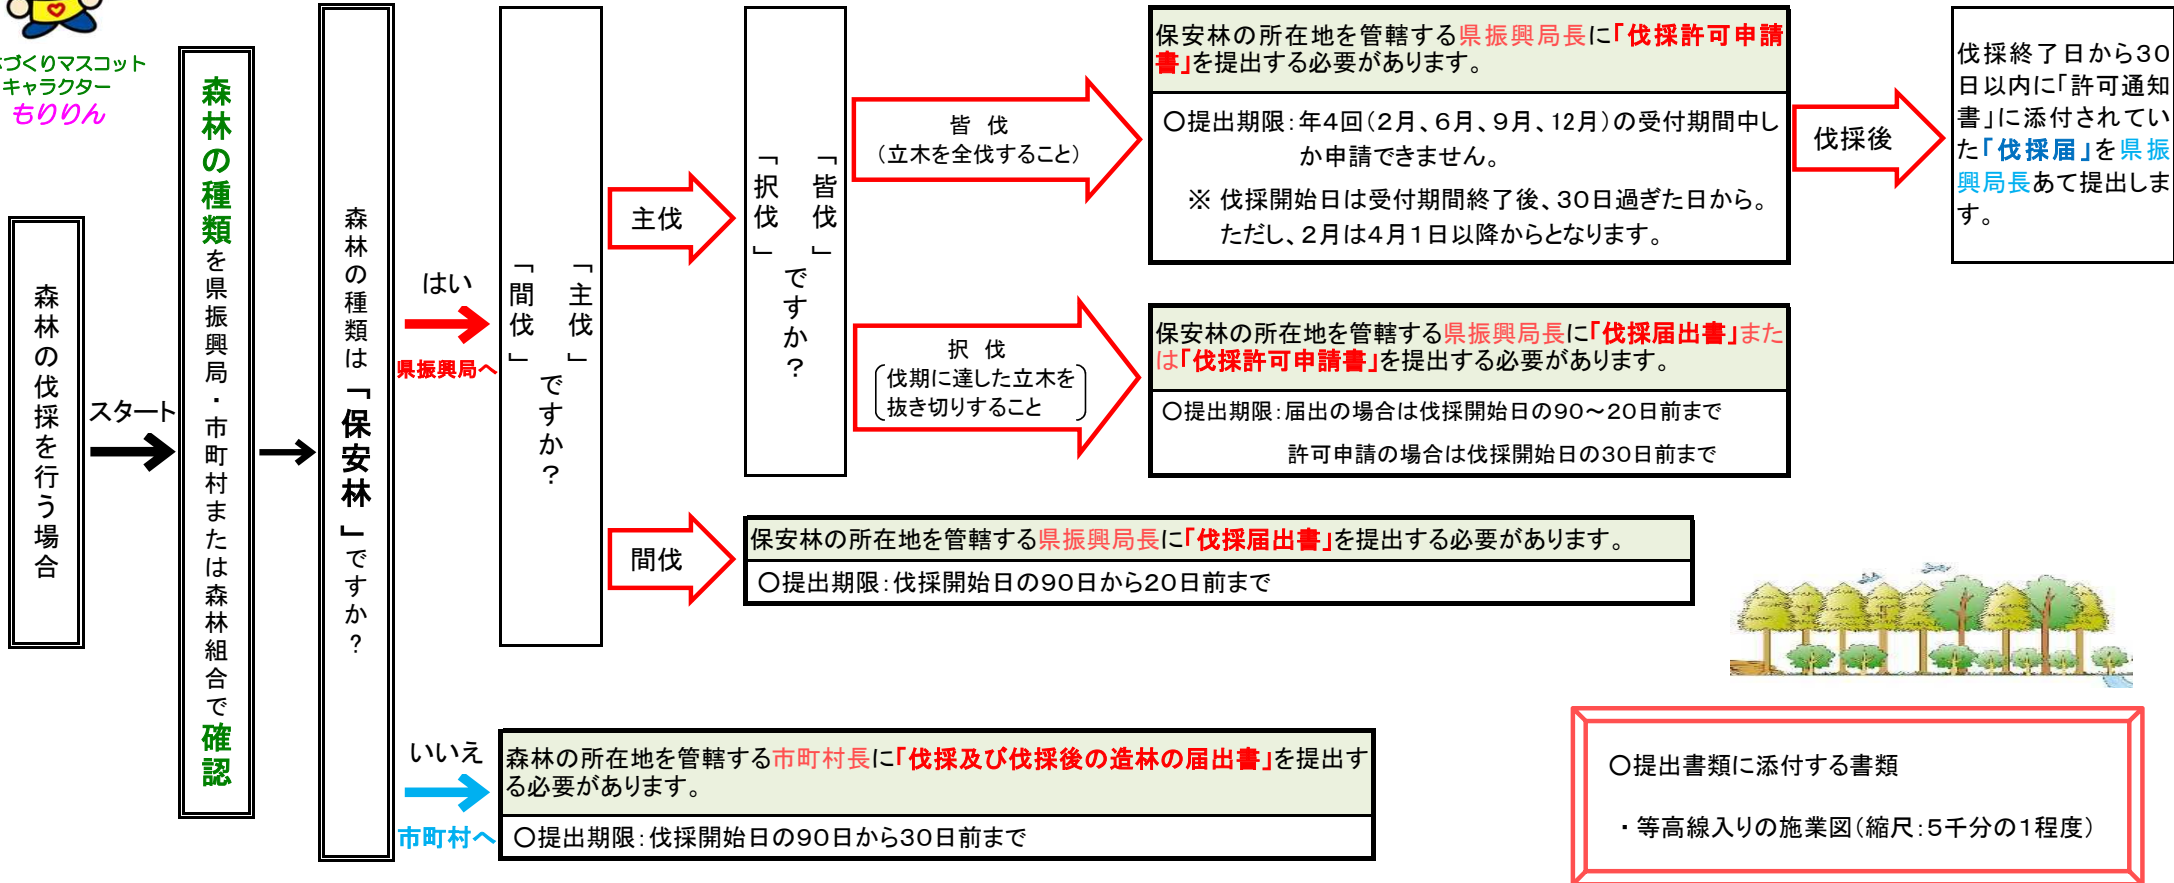 づくりマスコット
キャラクター
もりりん
森林の伐採を行う場合
スタート
森林の種類を県振興局・市町村または森林組合で確認
森林の種類は「保安林」ですか？
はい
県振興局へ
「主伐」
「間伐」
ですか？
主伐
「皆伐」
「択伐」
ですか？
皆 伐
（立木を全伐すること）
保安林の所在地を管轄する県振興局長に「伐採許可申請
書」を提出する必要があります。
○提出期限：年４回（２月、６月、９月、12月）の受付期間中し
か申請できません。
※ 伐採開始日は受付期間終了後、３０日過ぎた日から。
ただし、２月は４月１日以降からとなります。
伐採後
伐採終了日から３０
日以内に「許可通知
書」に添付されてい
た「伐採届」を県振
興局長あて提出しま
す。
択 伐
伐期に達した立木を
抜き切りすること
保安林の所在地を管轄する県振興局長に「伐採届出書」また
は「伐採許可申請書」を提出する必要があります。
○提出期限：届出の場合は伐採開始日の９０～２０日前まで
許可申請の場合は伐採開始日の３０日前まで
間伐
保安林の所在地を管轄する県振興局長に「伐採届出書」を提出する必要があります。
○提出期限：伐採開始日の９０日から２０日前まで
いいえ
市町村へ
森林の所在地を管轄する市町村長に「伐採及び伐採後の造林の届出書」を提出す
る必要があります。
○提出期限：伐採開始日の９０日から３０日前まで
○提出書類に添付する書類
・等高線入りの施業図（縮尺：５千分の１程度）